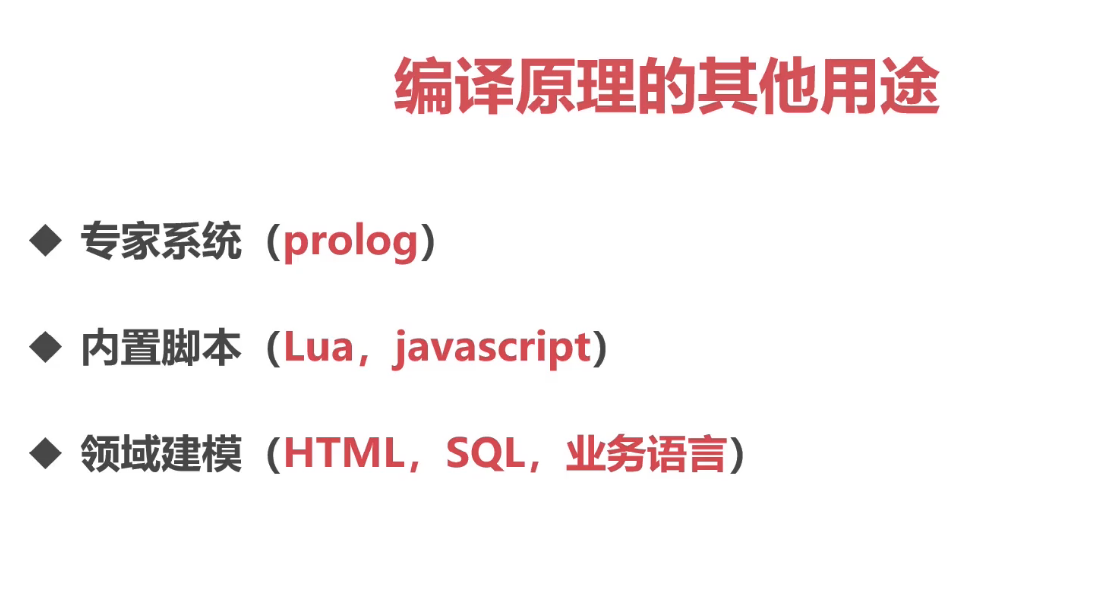 编译原理的其他用途
◆ 专家系统（prolog）
◆ 内置脚本（Lua，javascript）
◆ 领域建模（HTML，SQL，业务语言）